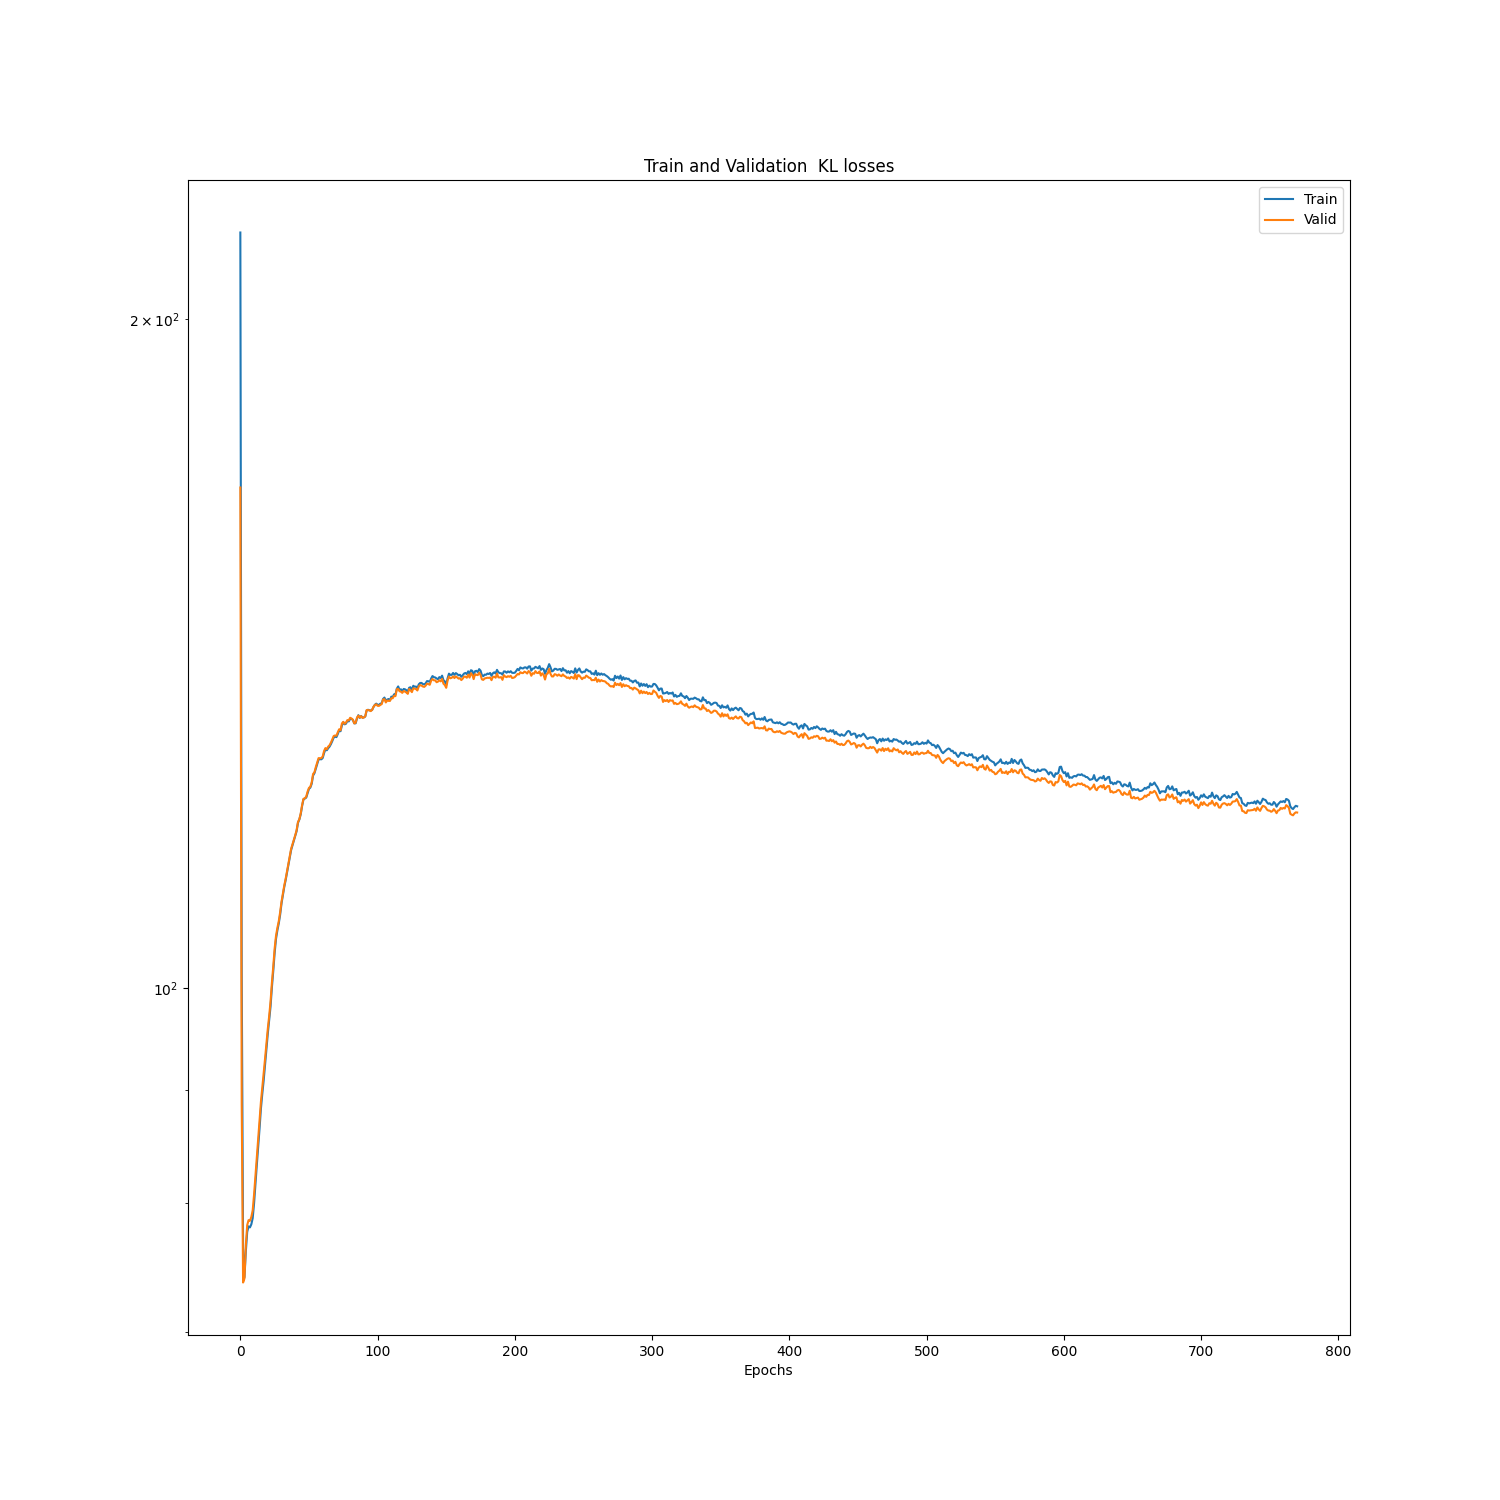 Train and Validation  KL losses
Train
Valid
2 × 10²
10²
0 100 200 300 400 500 600 700 800
Epochs